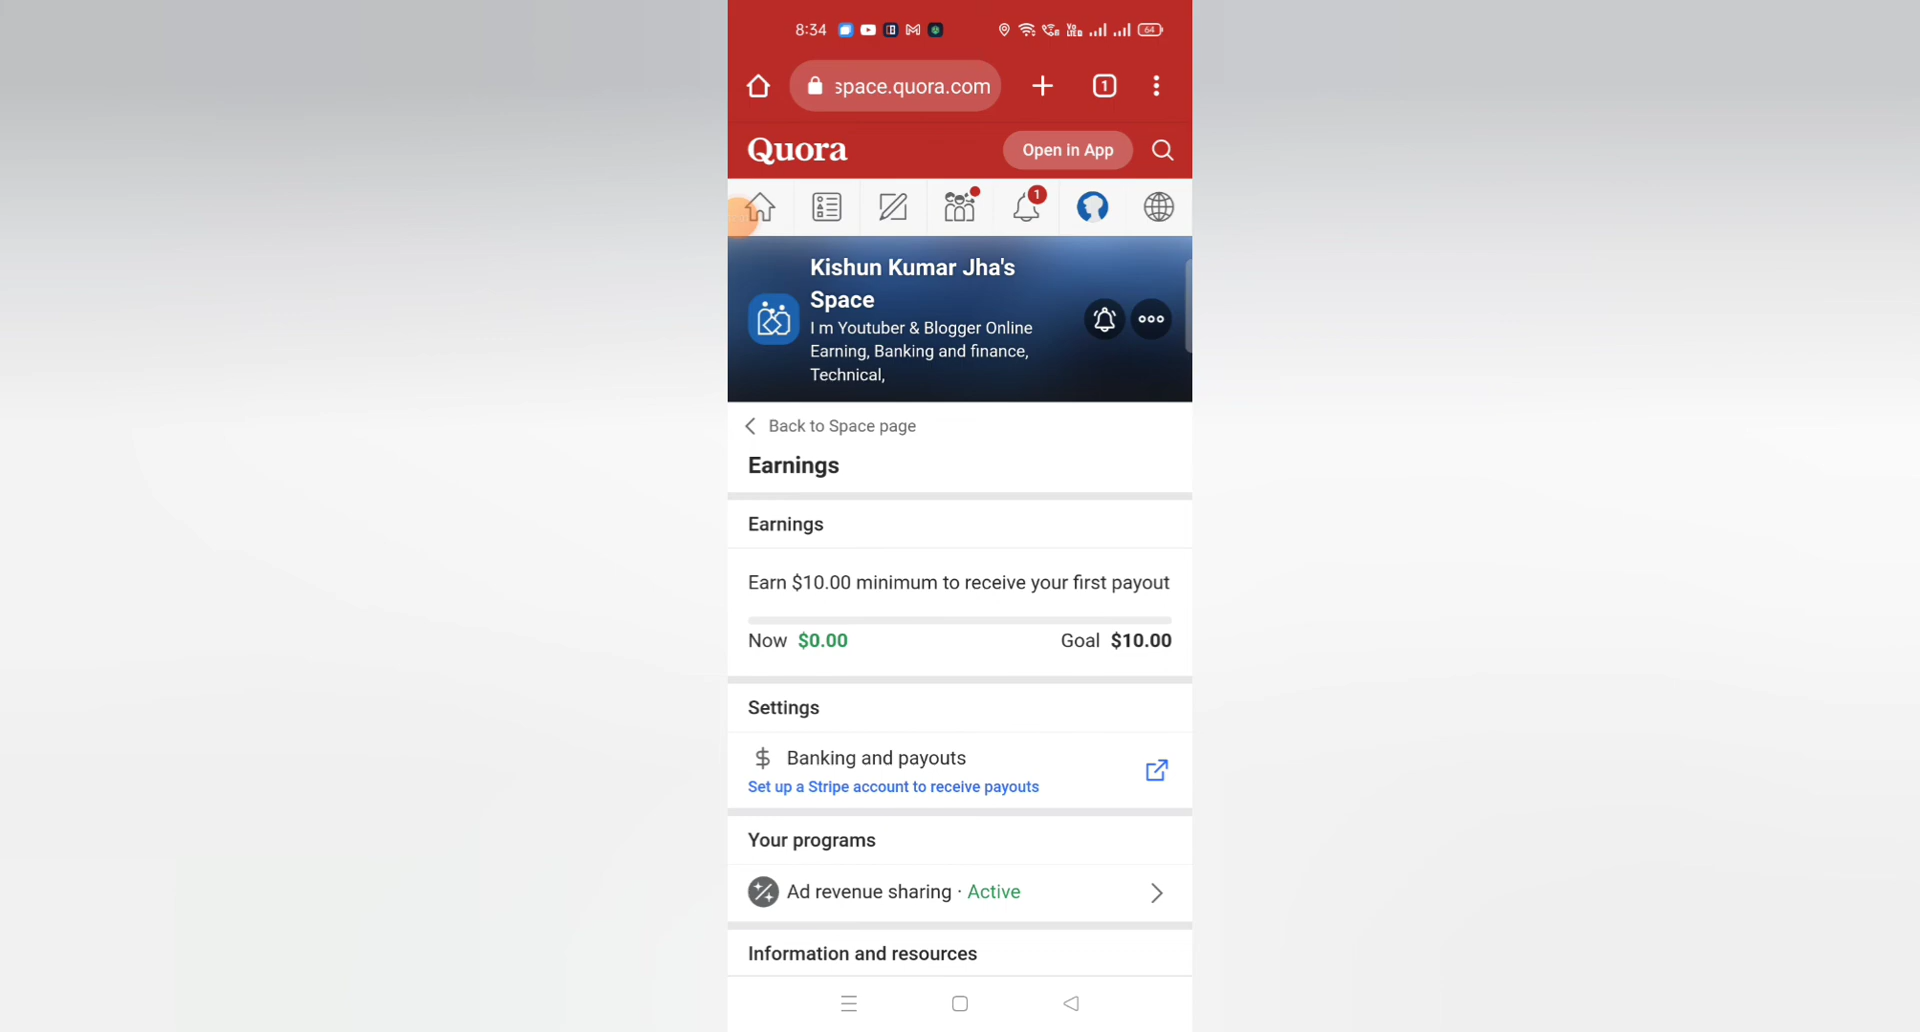 8:34
64
space.quora.com
1
Quora
Open in App
1
Kishun Kumar Jha's
Space
I m Youtuber & Blogger Online
Earning, Banking and finance,
Technical,
Back to Space page
Earnings
Earnings
Earn $10.00 minimum to receive your first payout
Now $0.00 Goal $10.00
Settings
Banking and payouts
Set up a Stripe account to receive payouts
Your programs
Ad revenue sharing · Active
Information and resources